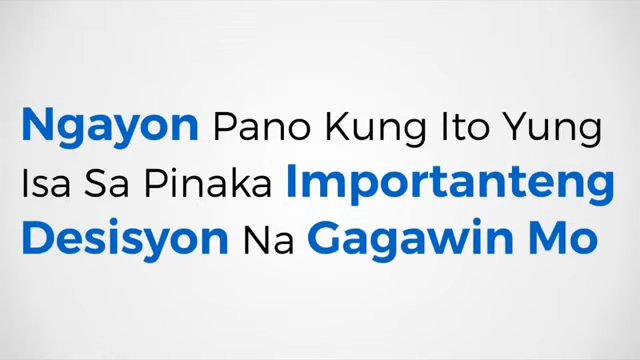 Ngayon Pano Kung Ito Yung
Isa Sa Pinaka Importanteng
Desisyon Na Gagawin Mo